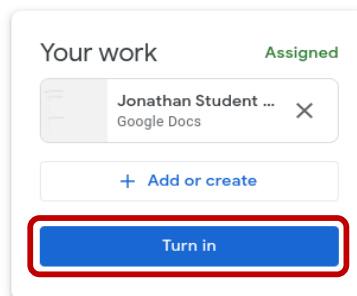 Your work
Assigned
Jonathan Student ...
Google Docs
+ Add or create
Turn in